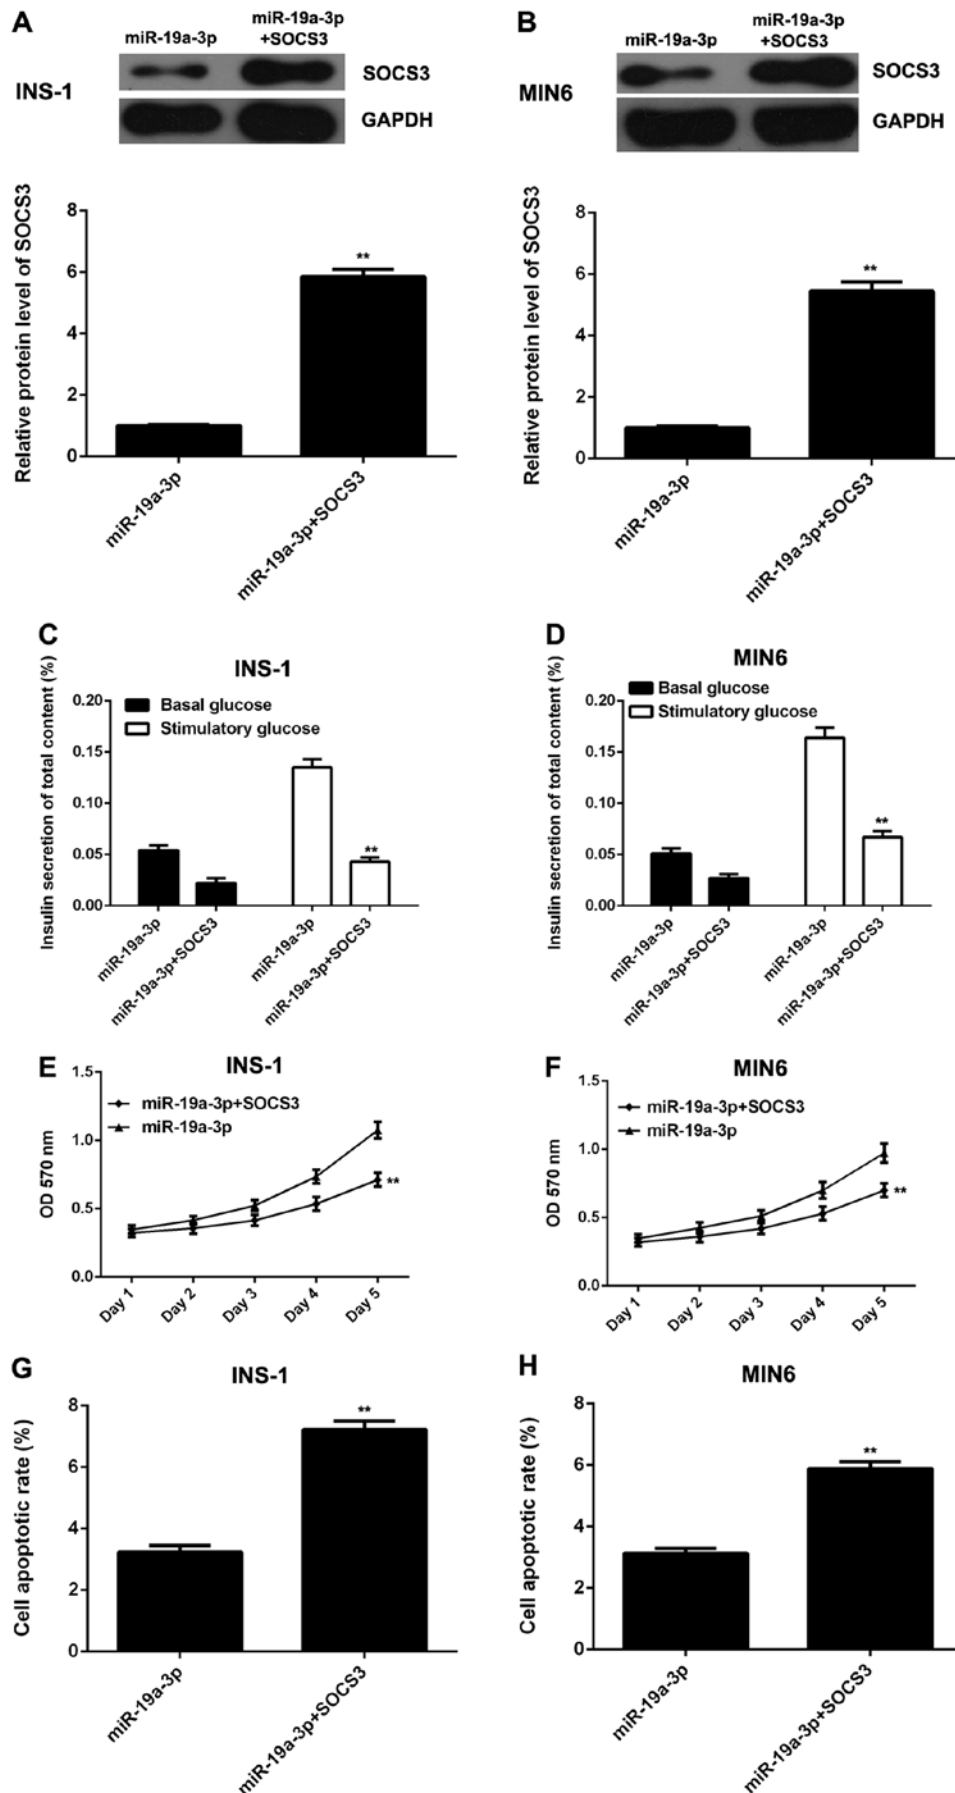 A
miR-19a-3p
miR-19a-3p
+SOCS3
INS-1
SOCS3
GAPDH
Relative protein level of SOCS3
8
6
4
2
0
**
miR-19a-3p
miR-19a-3p+SOCS3
B
miR-19a-3p
miR-19a-3p
+SOCS3
MIN6
SOCS3
GAPDH
Relative protein level of SOCS3
8
6
4
2
0
**
miR-19a-3p
miR-19a-3p+SOCS3
C
INS-1
Insulin secretion of total content (%)
0.20
0.15
0.10
0.05
0.00
Basal glucose
Stimulatory glucose
**
miR-19a-3p
miR-19a-3p+SOCS3
miR-19a-3p
miR-19a-3p+SOCS3
D
MIN6
Insulin secretion of total content (%)
0.20
0.15
0.10
0.05
0.00
Basal glucose
Stimulatory glucose
**
miR-19a-3p
miR-19a-3p+SOCS3
miR-19a-3p
miR-19a-3p+SOCS3
E
INS-1
OD 570 nm
1.5
1.0
0.5
0.0
miR-19a-3p+SOCS3
miR-19a-3p
**
Day 1
Day 2
Day 3
Day 4
Day 5
F
MIN6
OD 570 nm
1.5
1.0
0.5
0.0
miR-19a-3p+SOCS3
miR-19a-3p
**
Day 1
Day 2
Day 3
Day 4
Day 5
G
INS-1
Cell apoptotic rate (%)
8
6
4
2
0
**
miR-19a-3p
miR-19a-3p+SOCS3
H
MIN6
Cell apoptotic rate (%)
8
6
4
2
0
**
miR-19a-3p
miR-19a-3p+SOCS3